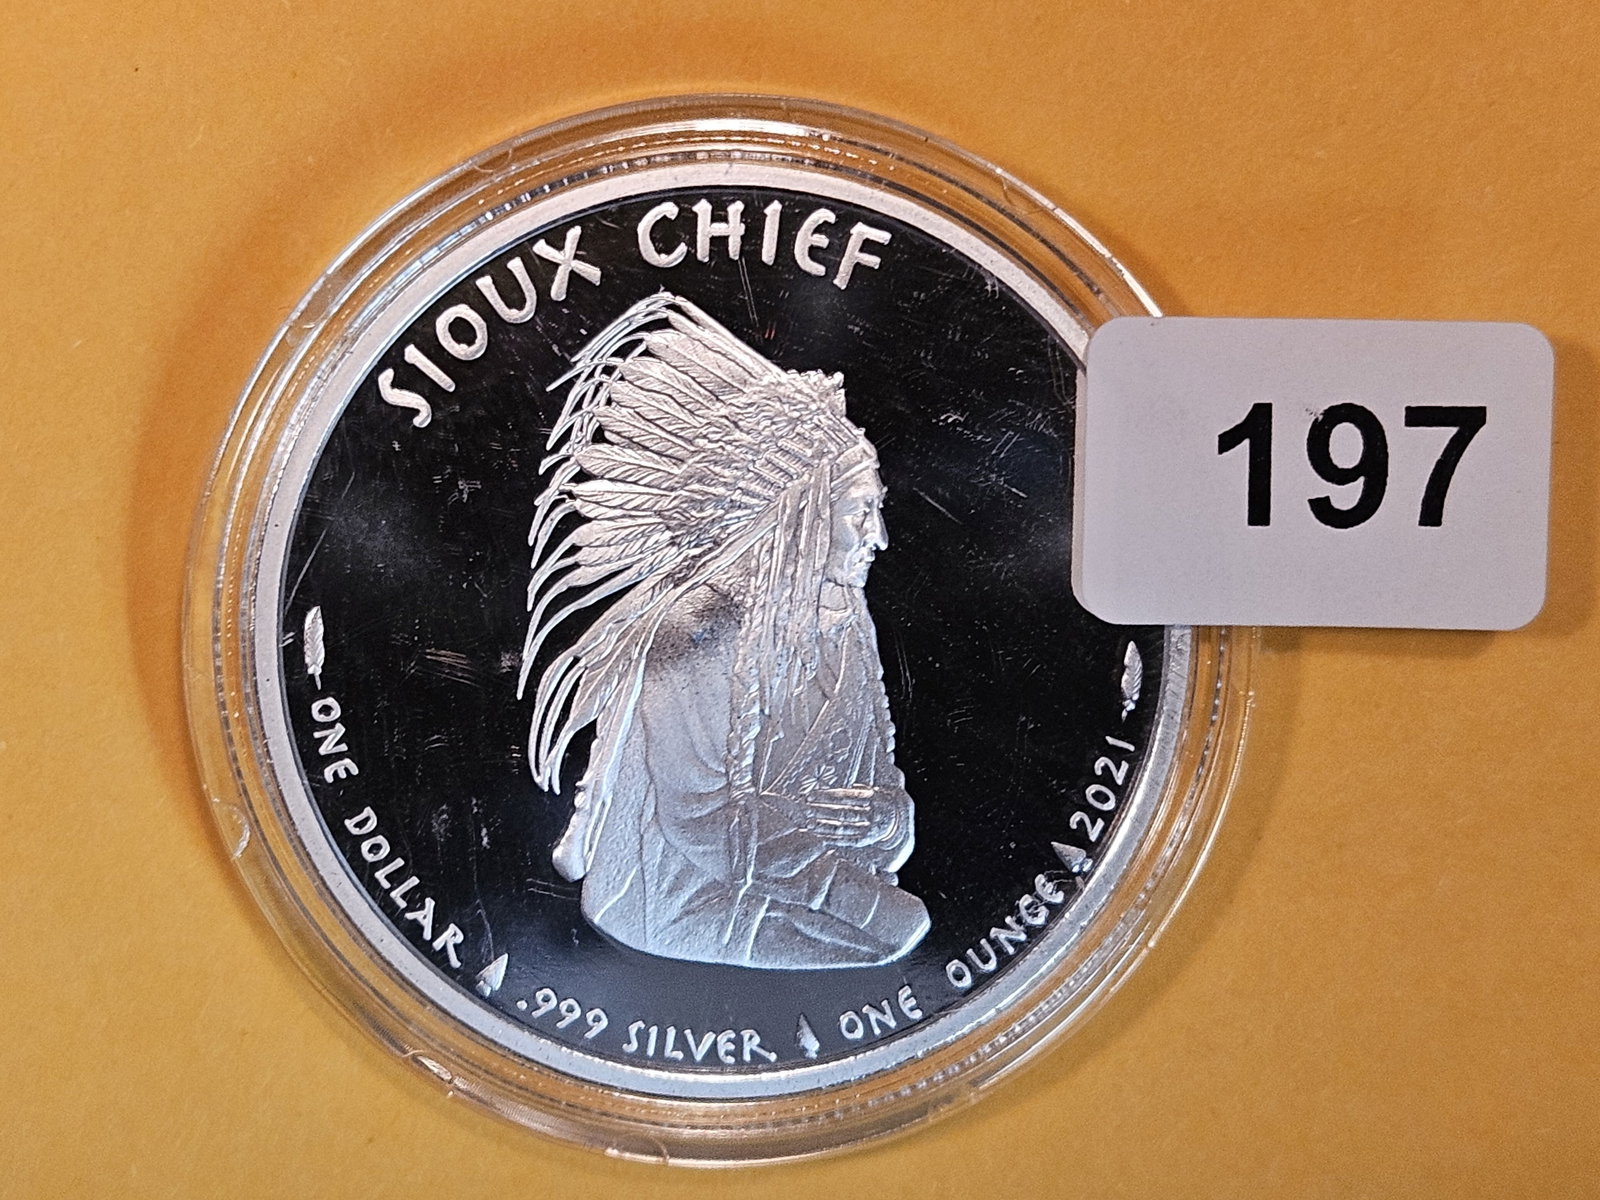 SIOUX CHIEF
197
ONE DOLLAR .999 SILVER ONE OUNCE 2021